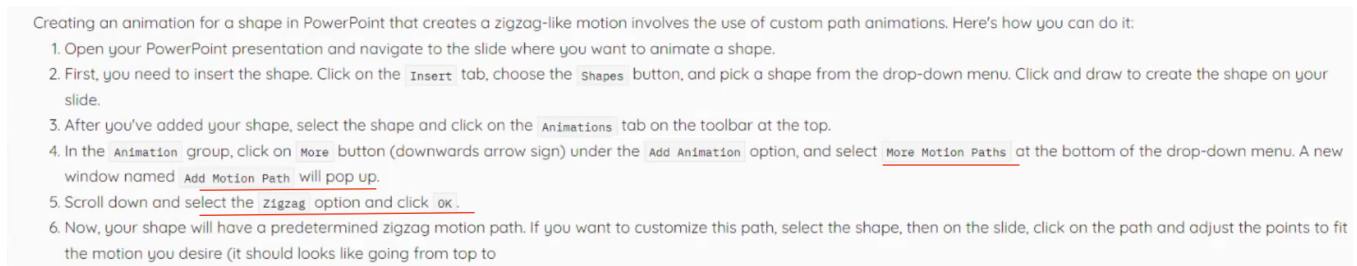 Creating an animation for a shape in PowerPoint that creates a zigzag-like motion involves the use of custom path animations. Here's how you can do it:
1. Open your PowerPoint presentation and navigate to the slide where you want to animate a shape.
2. First, you need to insert the shape. Click on the Insert tab, choose the Shapes button, and pick a shape from the drop-down menu. Click and draw to create the shape on your
slide.
3. After you've added your shape, select the shape and click on the Animations tab on the toolbar at the top.
4. In the Animation group, click on More button (downwards arrow sign) under the Add Animation option, and select More Motion Paths at the bottom of the drop-down menu. A new
window named Add Motion Path will pop up.
5. Scroll down and select the Zigzag option and click OK.
6. Now, your shape will have a predetermined zigzag motion path. If you want to customize this path, select the shape, then on the slide, click on the path and adjust the points to fit
the motion you desire (it should looks like going from top to